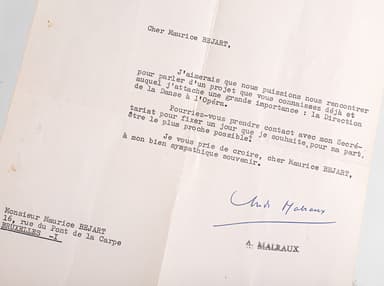 Cher Maurice BEJART,
J'aimerais que nous puissions nous rencontrer
pour parler d'un projet que vous connaissez déjà et
auquel j'attache une grande importance : la Direction
de la Danse à l'Opéra.
Pourriez-vous prendre contact avec mon Secré-
tariat pour fixer un jour que je souhaite,pour ma part,
être le plus proche possible!
Je vous prie de croire, cher Maurice BEJART,
à mon bien sympathique souvenir.
André Malraux
A. MALRAUX
Monsieur Maurice BEJART
16, rue du Pont de la Carpe
BRUXELLES -1